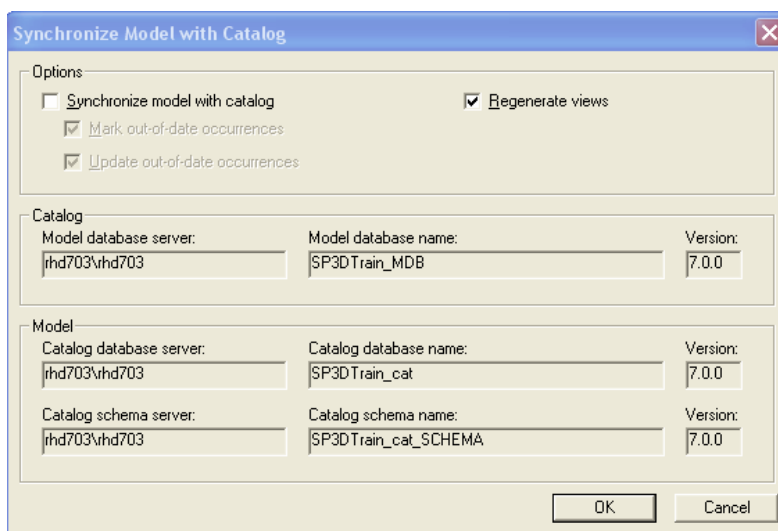 Synchronize Model with Catalog
Options
Synchronize model with catalog
Regenerate views
Mark out-of-date occurrences
Update out-of-date occurrences
Catalog
Model database server: Model database name: Version:
rhd703\rhd703 SP3DTrain_MDB 7.0.0
Model
Catalog database server: Catalog database name: Version:
rhd703\rhd703 SP3DTrain_cat 7.0.0
Catalog schema server: Catalog schema name: Version:
rhd703\rhd703 SP3DTrain_cat_SCHEMA 7.0.0
OK Cancel